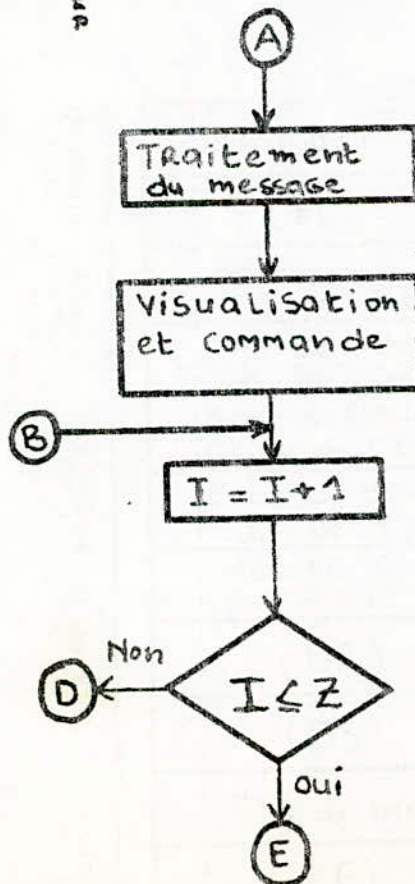 A
Traitement
du message
Visualisation
et Commande
B
I = I+1
Non
I ≤ Z
D
oui
E